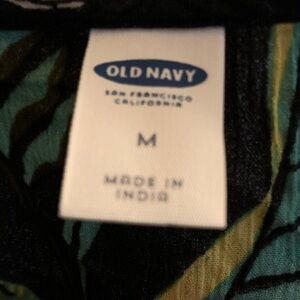 OLD NAVY
SAN FRANCISCO
CALIFORNIA
M
MADE IN
INDIA